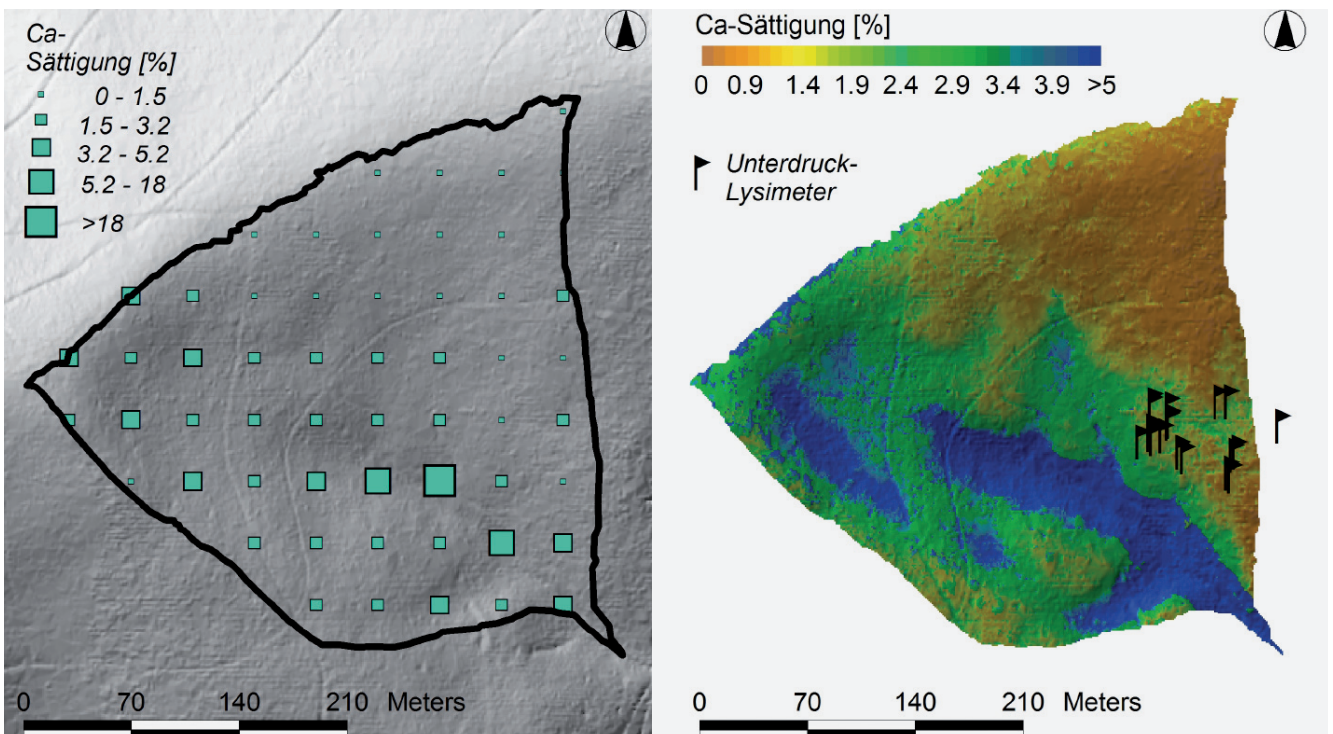 Ca-
Sättigung [%]
0 - 1.5
1.5 - 3.2
3.2 - 5.2
5.2 - 18
>18
0 70 140 210 Meters
Ca-Sättigung [%]
0 0.9 1.4 1.9 2.4 2.9 3.4 3.9 >5
Unterdruck-
Lysimeter
0 70 140 210 Meters